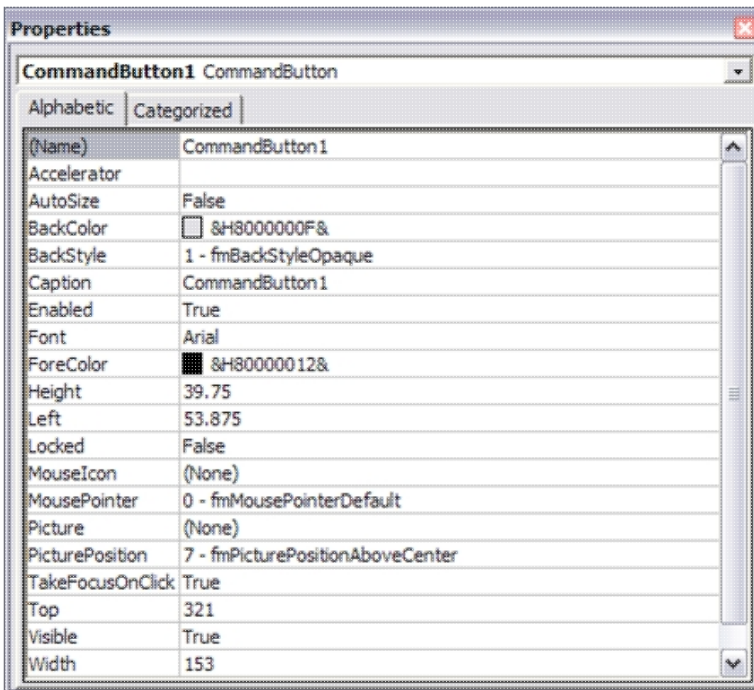 Properties
CommandButton1 CommandButton
Alphabetic Categorized
(Name) CommandButton1
Accelerator
AutoSize False
BackColor &H8000000F&
BackStyle 1 - fmBackStyleOpaque
Caption CommandButton1
Enabled True
Font Arial
ForeColor &H80000012&
Height 39.75
Left 53.875
Locked False
MouseIcon (None)
MousePointer 0 - fmMousePointerDefault
Picture (None)
PicturePosition 7 - fmPicturePositionAboveCenter
TakeFocusOnClick True
Top 321
Visible True
Width 153